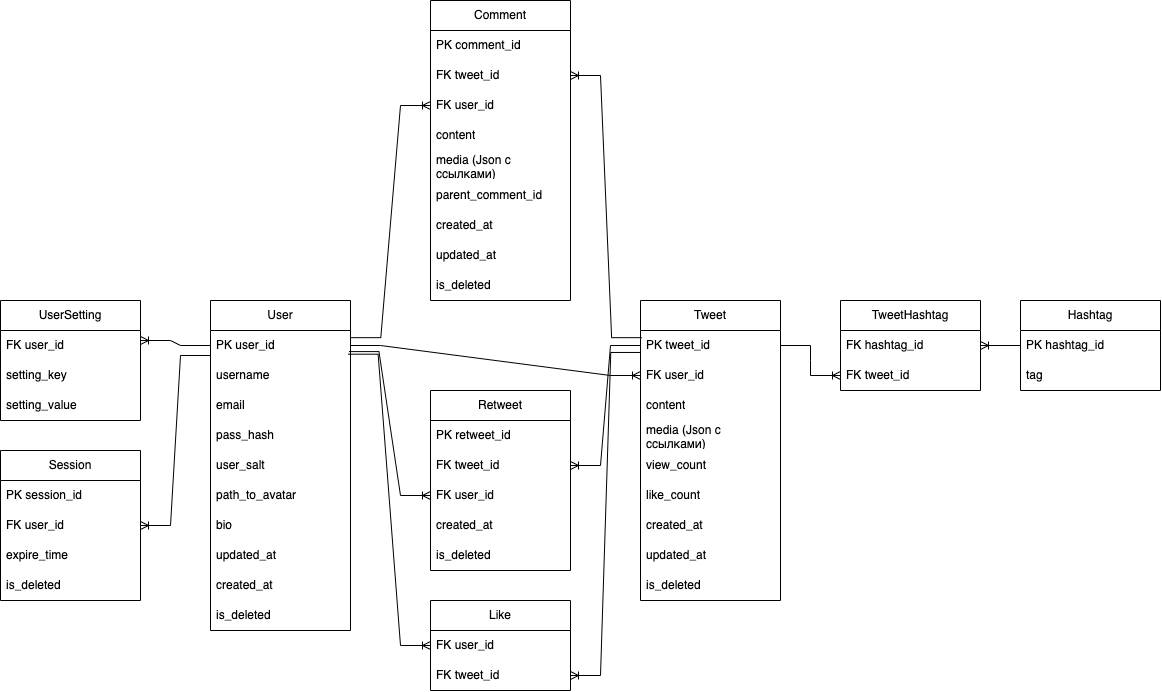 Comment
PK comment_id
FK tweet_id
FK user_id
content
media (Json с
ссылками)
parent_comment_id
created_at
updated_at
is_deleted
UserSetting
FK user_id
setting_key
setting_value
Session
PK session_id
FK user_id
expire_time
is_deleted
User
PK user_id
username
email
pass_hash
user_salt
path_to_avatar
bio
updated_at
created_at
is_deleted
Retweet
PK retweet_id
FK tweet_id
FK user_id
created_at
is_deleted
Like
FK user_id
FK tweet_id
Tweet
PK tweet_id
FK user_id
content
media (Json с
ссылками)
view_count
like_count
created_at
updated_at
is_deleted
TweetHashtag
FK hashtag_id
FK tweet_id
Hashtag
PK hashtag_id
tag